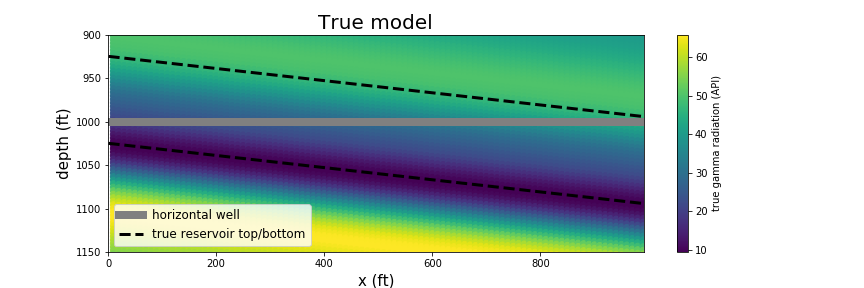 True model
900
950
1000
1050
1100
1150
depth (ft)
horizontal well
true reservoir top/bottom
0
200
400
600
800
x (ft)
60
50
40
30
20
10
true gamma radiation (API)